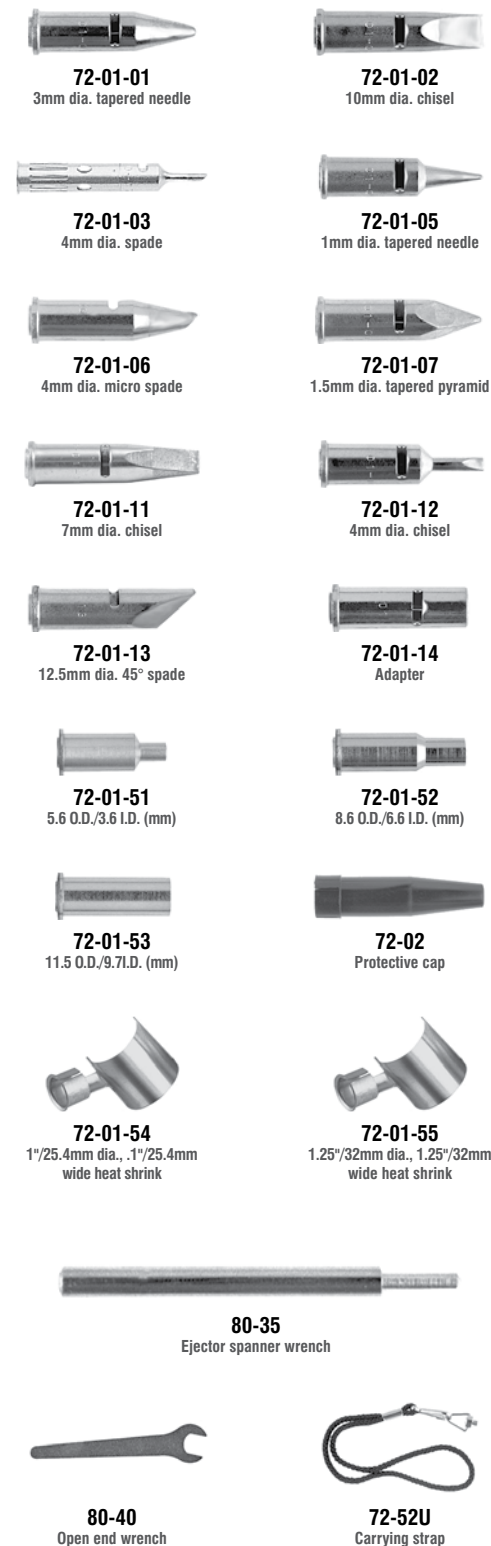 72-01-01
3mm dia. tapered needle
72-01-02
10mm dia. chisel
72-01-03
4mm dia. spade
72-01-05
1mm dia. tapered needle
72-01-06
4mm dia. micro spade
72-01-07
1.5mm dia. tapered pyramid
72-01-11
7mm dia. chisel
72-01-12
4mm dia. chisel
72-01-13
12.5mm dia. 45° spade
72-01-14
Adapter
72-01-51
5.6 O.D./3.6 I.D. (mm)
72-01-52
8.6 O.D./6.6 I.D. (mm)
72-01-53
11.5 O.D./9.7I.D. (mm)
72-02
Protective cap
72-01-54
1"/25.4mm dia., .1"/25.4mm
wide heat shrink
72-01-55
1.25"/32mm dia., 1.25"/32mm
wide heat shrink
80-35
Ejector spanner wrench
80-40
Open end wrench
72-52U
Carrying strap